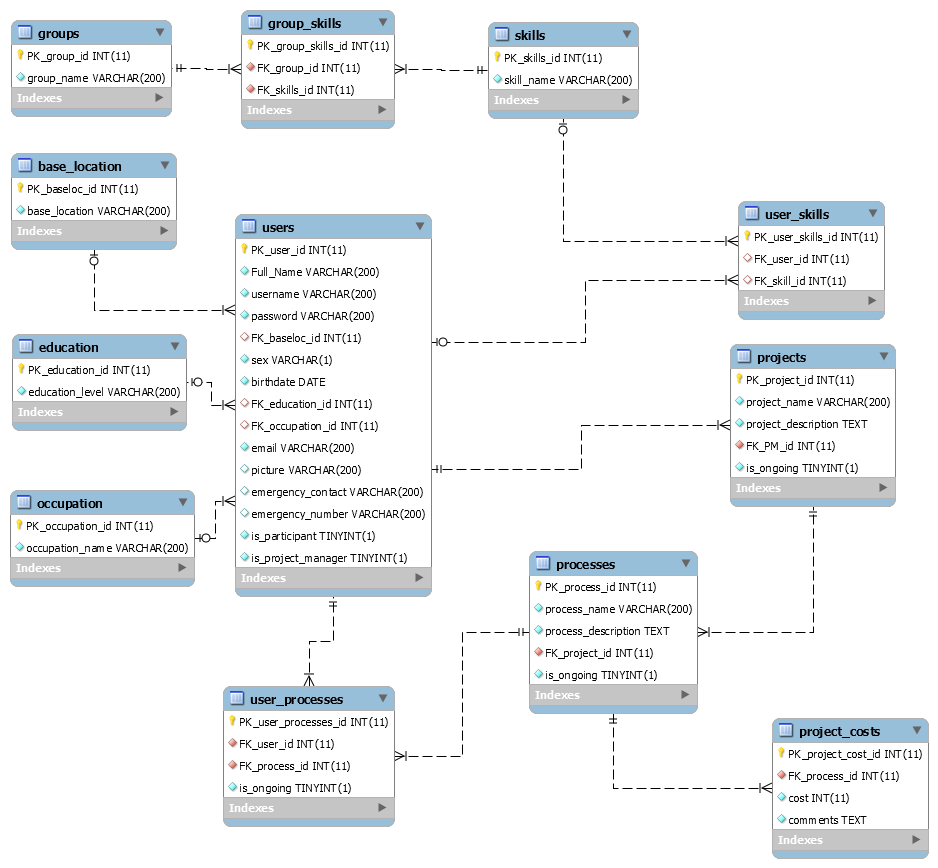 groups
PK_group_id INT(11)
group_name VARCHAR(200)
Indexes
group_skills
PK_group_skills_id INT(11)
FK_group_id INT(11)
FK_skills_id INT(11)
Indexes
skills
PK_skills_id INT(11)
skill_name VARCHAR(200)
Indexes
base_location
PK_baseloc_id INT(11)
base_location VARCHAR(200)
Indexes
users
PK_user_id INT(11)
Full_Name VARCHAR(200)
username VARCHAR(200)
password VARCHAR(200)
FK_baseloc_id INT(11)
sex VARCHAR(1)
birthdate DATE
FK_education_id INT(11)
FK_occupation_id INT(11)
email VARCHAR(200)
picture VARCHAR(200)
emergency_contact VARCHAR(200)
emergency_number VARCHAR(200)
is_participant TINYINT(1)
is_project_manager TINYINT(1)
Indexes
user_skills
PK_user_skills_id INT(11)
FK_user_id INT(11)
FK_skill_id INT(11)
Indexes
education
PK_education_id INT(11)
education_level VARCHAR(200)
Indexes
projects
PK_project_id INT(11)
project_name VARCHAR(200)
project_description TEXT
FK_PM_id INT(11)
is_ongoing TINYINT(1)
Indexes
occupation
PK_occupation_id INT(11)
occupation_name VARCHAR(200)
Indexes
processes
PK_process_id INT(11)
process_name VARCHAR(200)
process_description TEXT
FK_project_id INT(11)
is_ongoing TINYINT(1)
Indexes
user_processes
PK_user_processes_id INT(11)
FK_user_id INT(11)
FK_process_id INT(11)
is_ongoing TINYINT(1)
Indexes
project_costs
PK_project_cost_id INT(11)
FK_process_id INT(11)
cost INT(11)
comments TEXT
Indexes